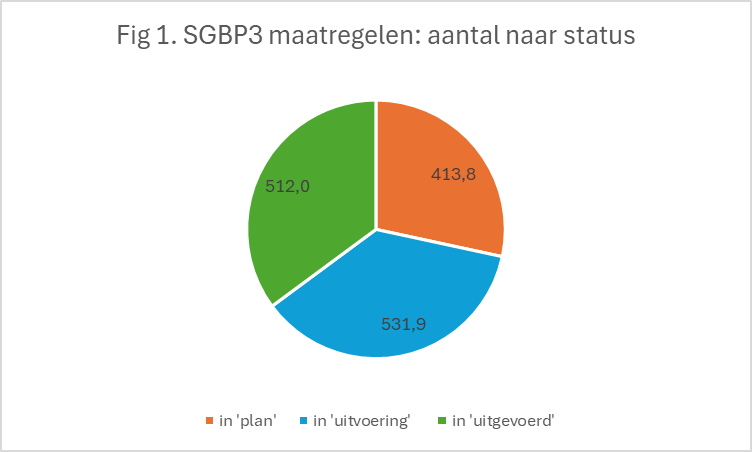 Fig 1. SGBP3 maatregelen: aantal naar status
413,8
512,0
531,9
in 'plan' in 'uitvoering' in 'uitgevoerd'